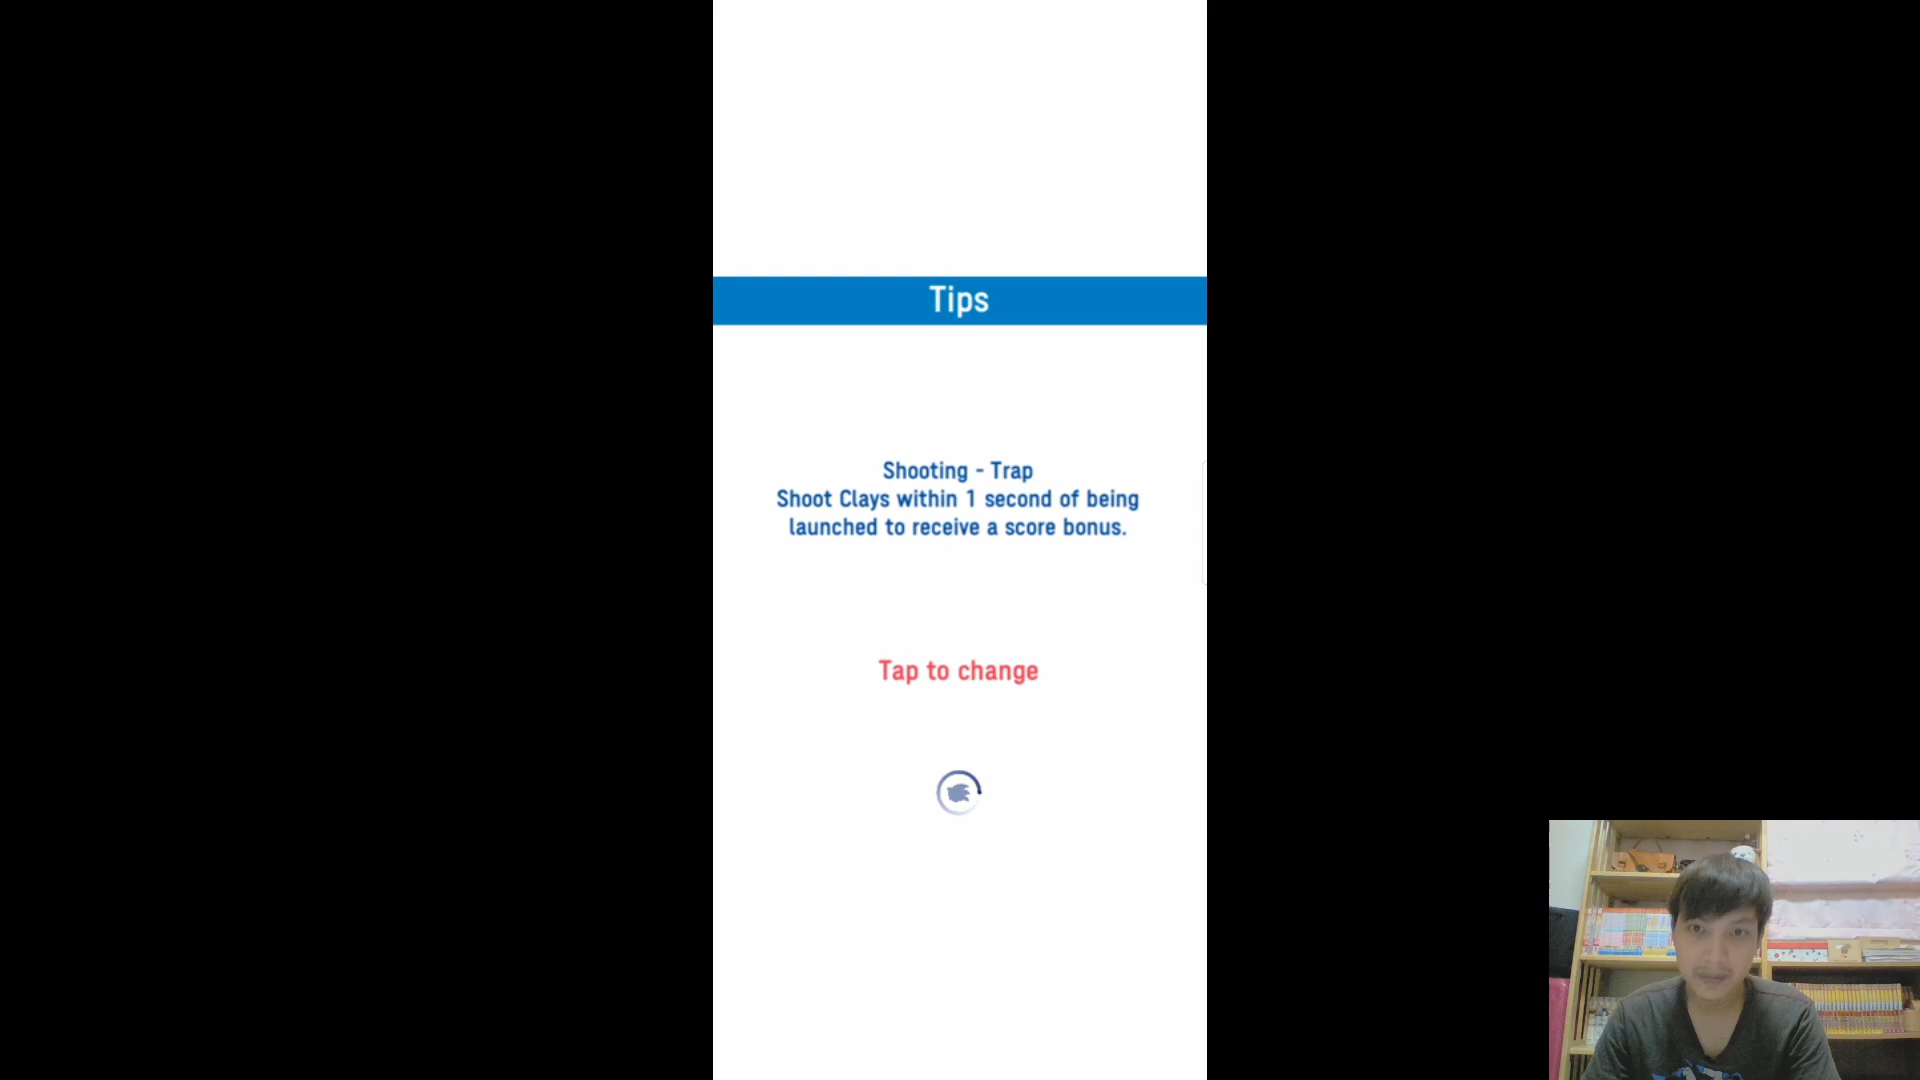 Tips
Shooting - Trap
Shoot Clays within 1 second of being
launched to receive a score bonus.
Tap to change